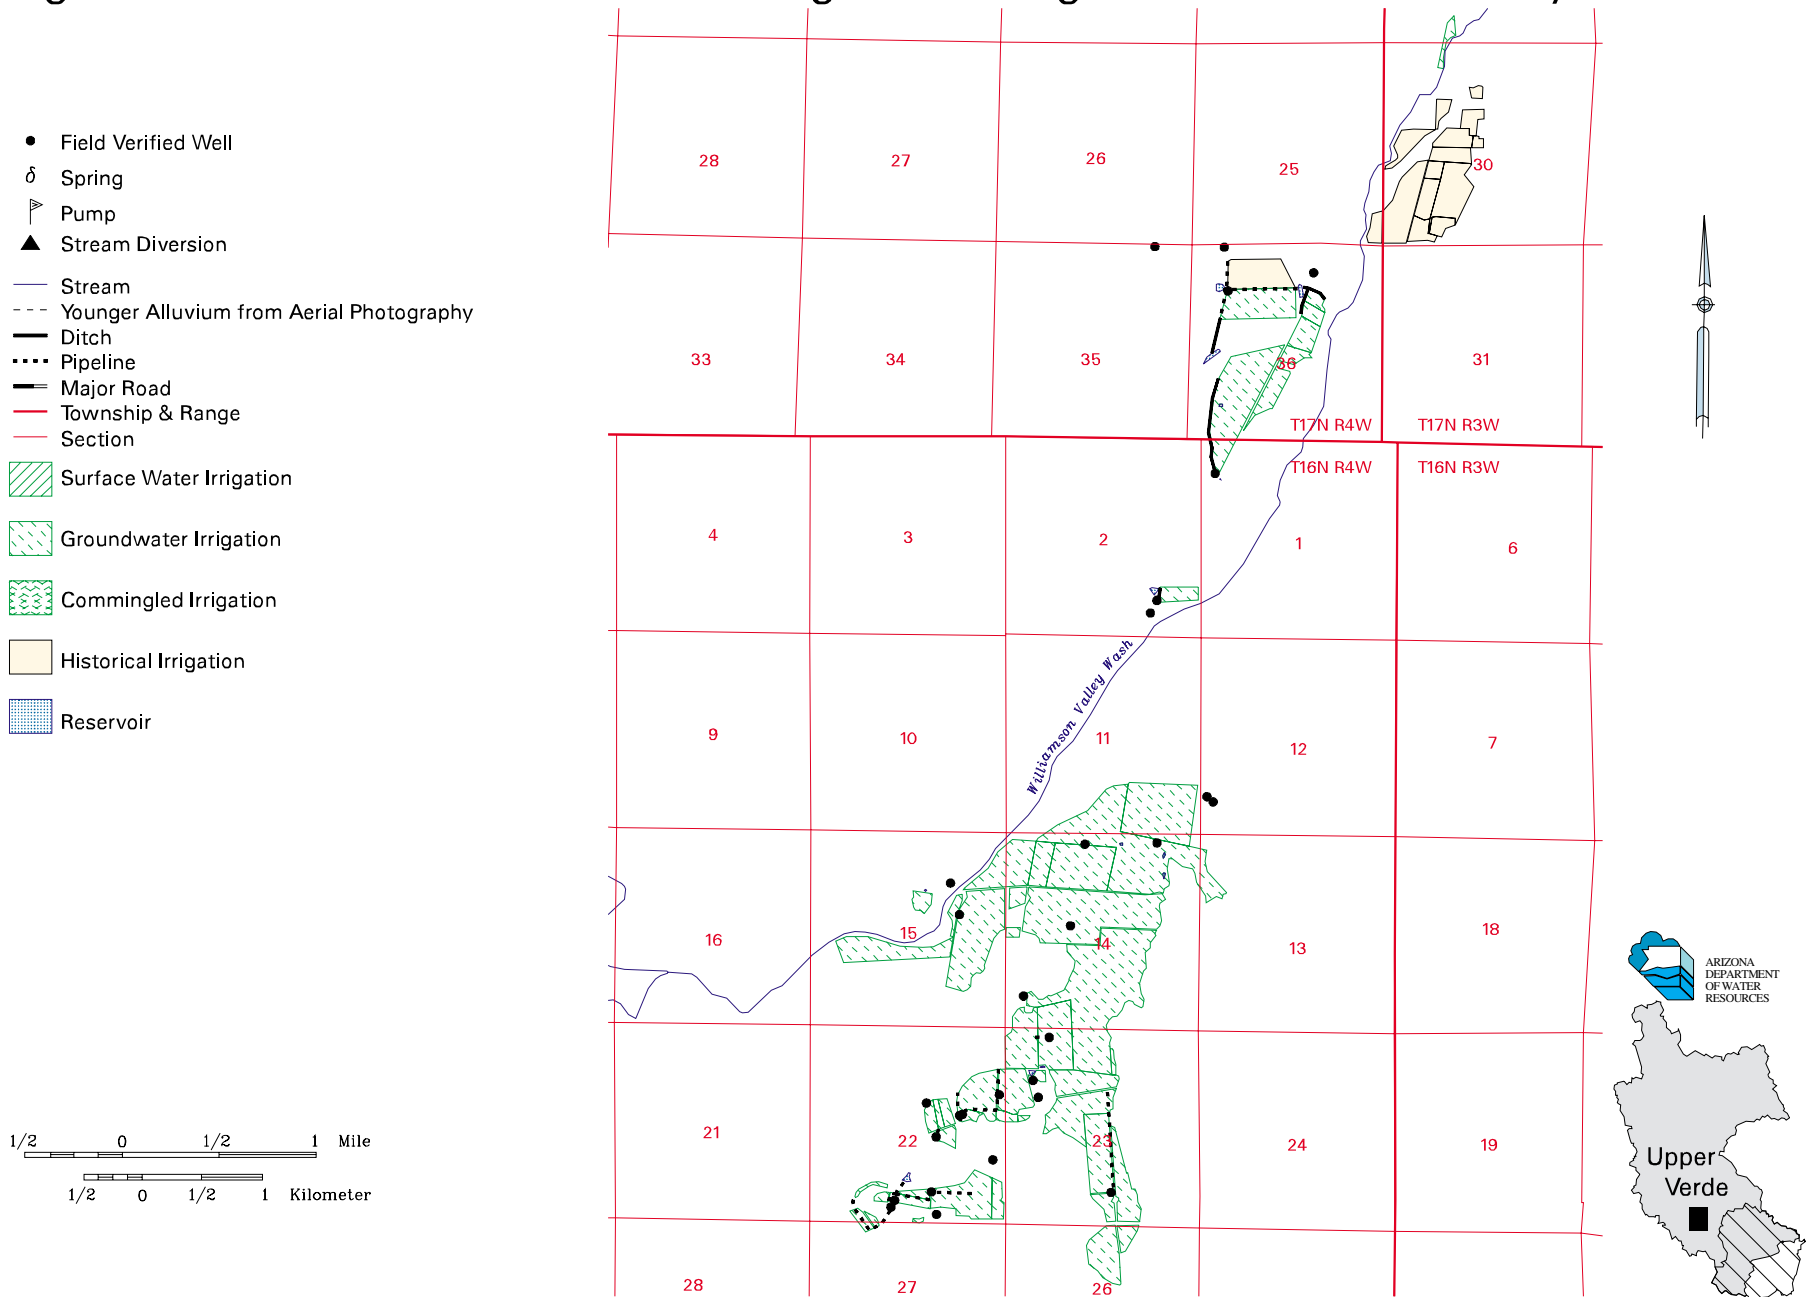 Field Verified Well
Spring
Pump
Stream Diversion
Stream
Younger Alluvium from Aerial Photography
Ditch
Pipeline
Major Road
Township & Range
Section
Surface Water Irrigation
Groundwater Irrigation
Commingled Irrigation
Historical Irrigation
Reservoir
1/2 0 1/2 1 Mile
1/2 0 1/2 1 Kilometer
28 27 26 25 30
33 34 35 36 31
T17N R4W T17N R3W
T16N R4W T16N R3W
4 3 2 1 6
Williamson Valley Wash
9 10 11 12 7
16 15 14 13 18
21 22 23 24 19
28 27 26
ARIZONA
DEPARTMENT
OF WATER
RESOURCES
Upper
Verde